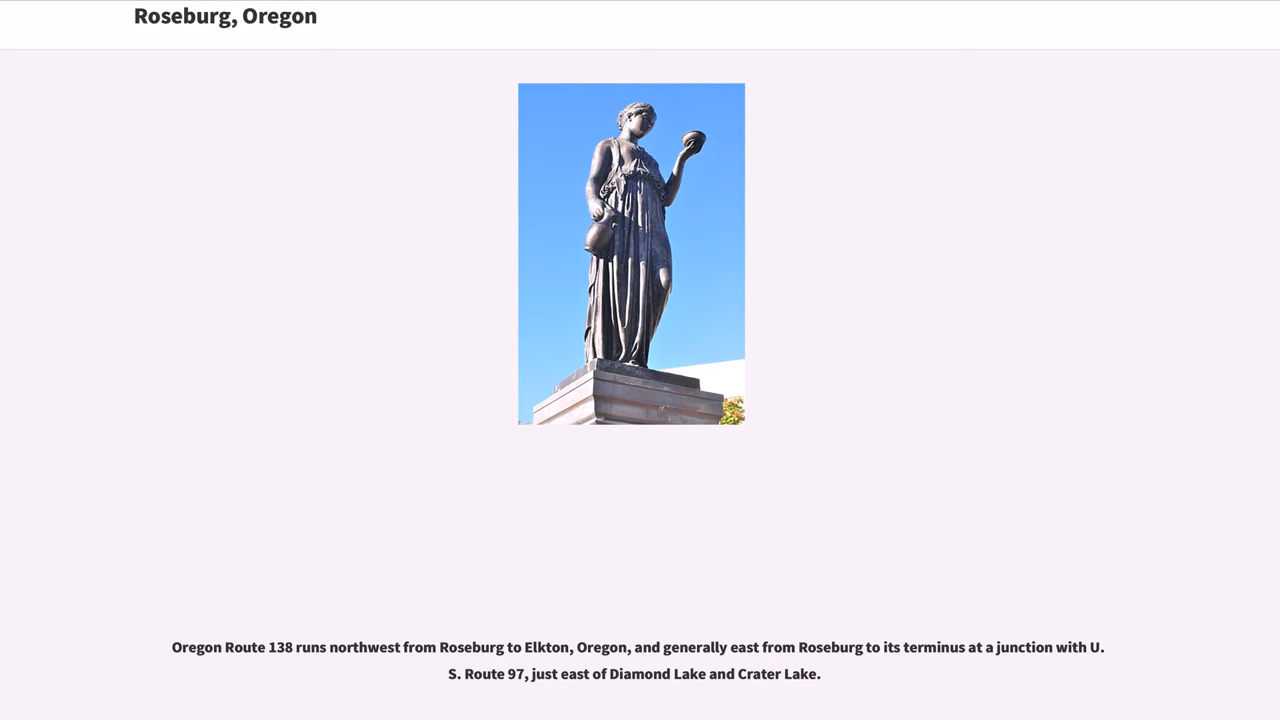 Roseburg, Oregon
Oregon Route 138 runs northwest from Roseburg to Elkton, Oregon, and generally east from Roseburg to its terminus at a junction with U.
S. Route 97, just east of Diamond Lake and Crater Lake.